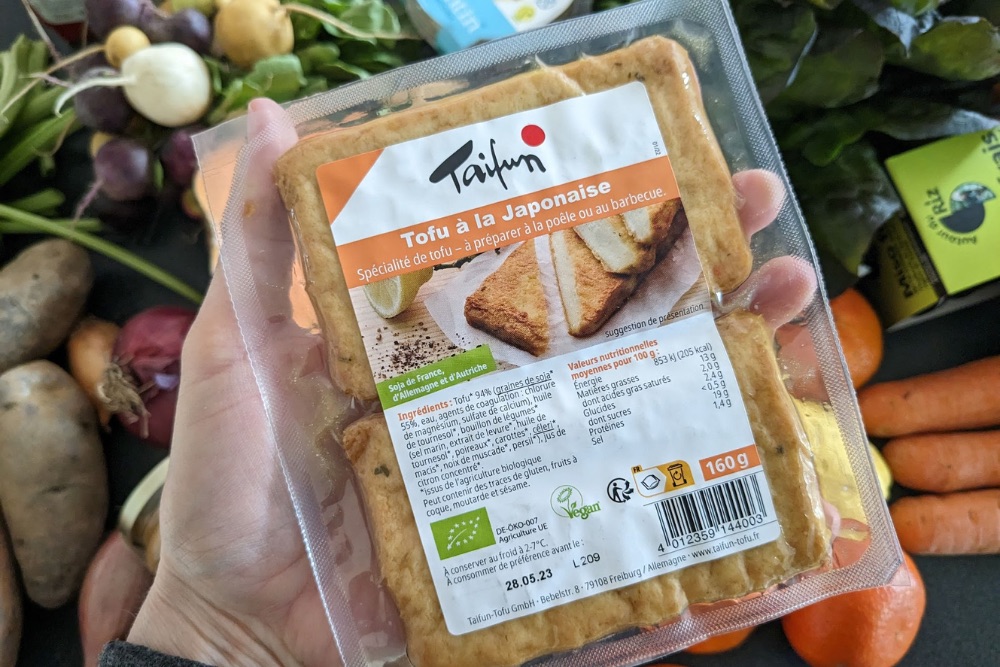 Taifun
Tofu à la Japonaise
Spécialité de tofu – à préparer à la poêle ou au barbecue.
suggestion de présentation
Soja de France,
d'Allemagne et d'Autriche
Ingrédients : Tofu* 94% (graines de soja*
55%, eau, agents de coagulation : chlorure
de magnésium, sulfate de calcium), huile
de tournesol*, bouillon de légumes*
(sel marin, extrait de levure*, huile de
tournesol*, poireaux*, carottes*, céleri*,
macis*, noix de muscade*, persil*), jus de
citron concentré*.
*issus de l'agriculture biologique
Peut contenir des traces de gluten, fruits à
coque, moutarde et sésame.
Valeurs nutritionnelles
moyennes pour 100 g :
Énergie 853 kJ (205 kcal)
Matières grasses 13 g
dont acides gras saturés 2,0 g
Glucides 2,4 g
dont sucres <0,5 g
Protéines 19 g
Sel 1,4 g
DE-ÖKO-007
Agriculture UE
Vegan
FR
160 g
4 012359 144003
À conserver au froid à 2-7°C.
À consommer de préférence avant le :
28.05.23 L 209
Taifun-Tofu GmbH · Bebelstr. 8 · 79108 Freiburg / Allemagne · www.taifun-tofu.fr
Autour du
Riz